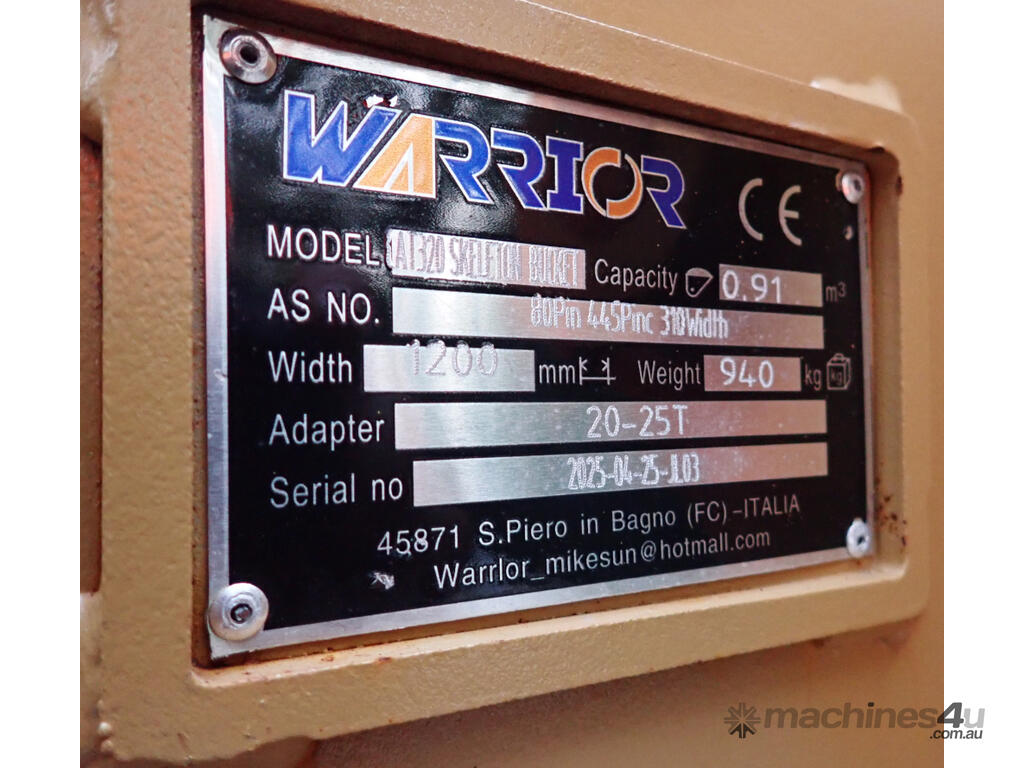 WARRIOR
CE
MODEL SKELETON BUCKET Capacity 0.91 m³
AS NO. 80Pin 445Pinc 310Width
Width 1200 mm Weight 940 kg kg
Adapter 20-25T
Serial no 2025-04-25-JL03
45871 S.Piero in Bagno (FC)-ITALIA
Warrlor_mikesun@hotmall.com
machines4u
.com.au